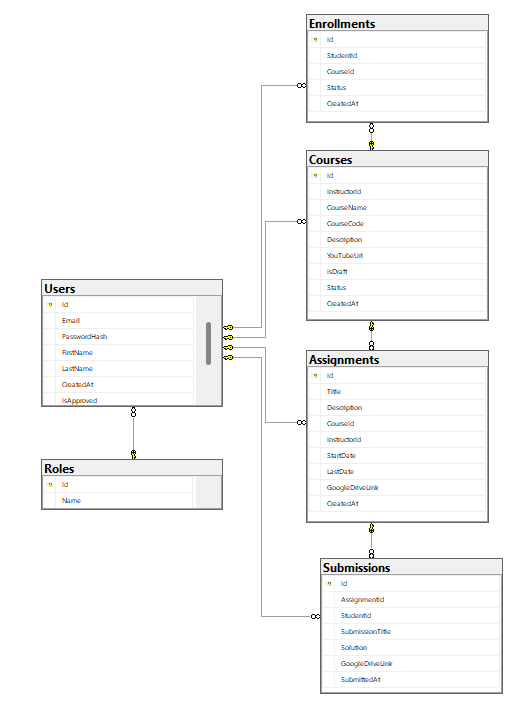 Enrollments
Id
StudentId
CourseId
Status
CreatedAt
Courses
Id
InstructorId
CourseName
CourseCode
Description
YouTubeUrl
IsDraft
Status
CreatedAt
Users
Id
Email
PasswordHash
FirstName
LastName
CreatedAt
IsApproved
Assignments
Id
Title
Description
CourseId
InstructorId
StartDate
LastDate
GoogleDriveLink
CreatedAt
Roles
Id
Name
Submissions
Id
AssignmentId
StudentId
SubmissionTitle
Solution
GoogleDriveLink
SubmittedAt